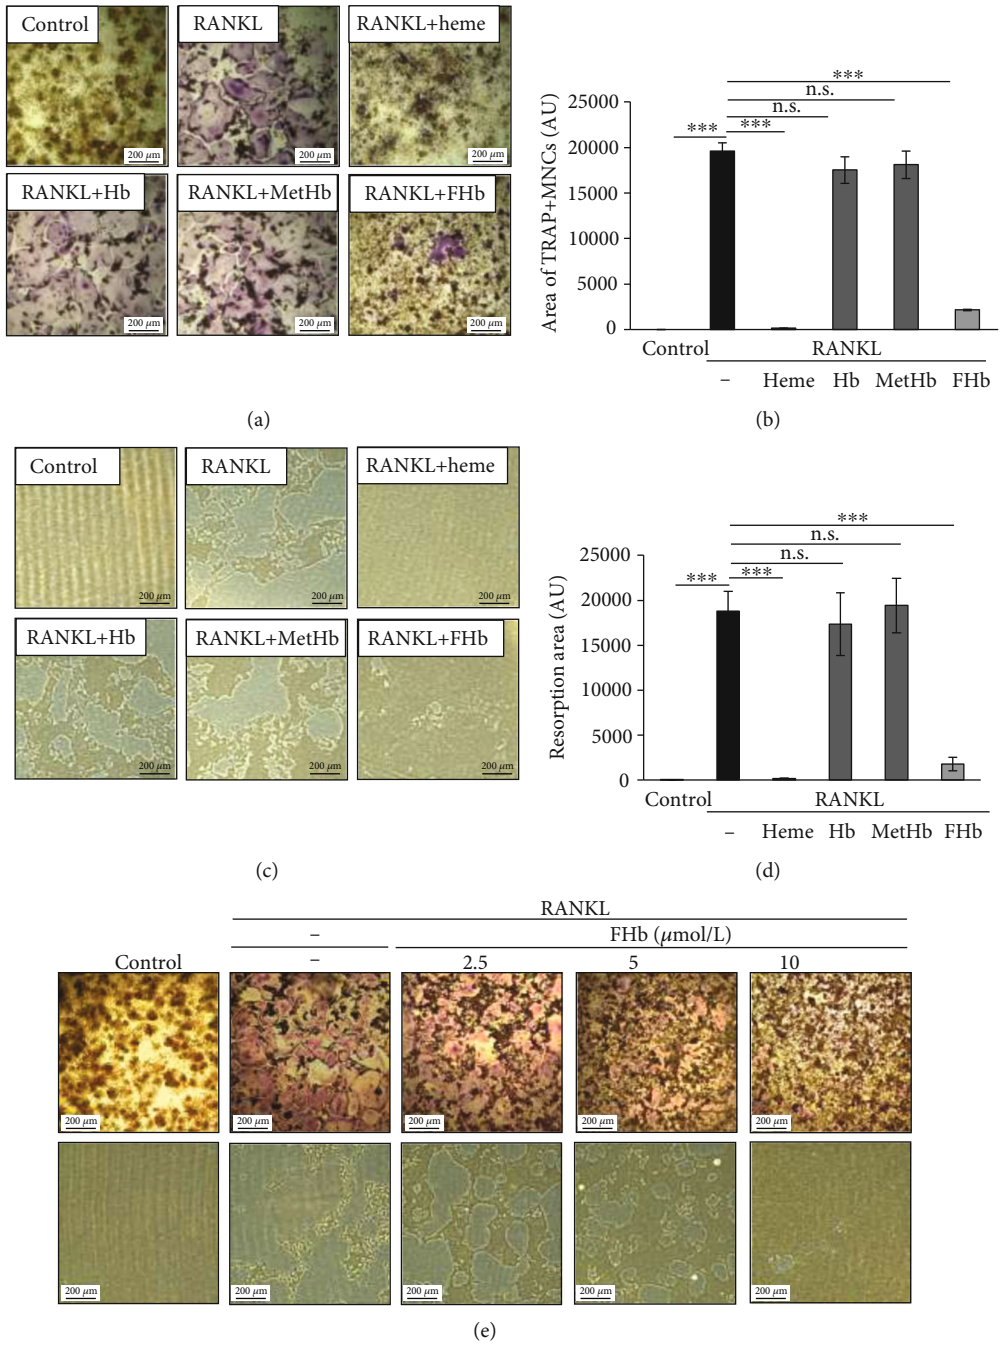 Control
RANKL
RANKL+heme
200 µm
200 µm
200 µm
RANKL+Hb
RANKL+MetHb
RANKL+FHb
200 µm
200 µm
200 µm
(a)
Area of TRAP+MNCs (AU)
25000
20000
15000
10000
5000
0
***
n.s.
n.s.
***
***
Control
RANKL
–
Heme
Hb
MetHb
FHb
(b)
Control
RANKL
RANKL+heme
200 µm
200 µm
200 µm
RANKL+Hb
RANKL+MetHb
RANKL+FHb
200 µm
200 µm
200 µm
(c)
Resorption area (AU)
25000
20000
15000
10000
5000
0
***
n.s.
n.s.
***
***
Control
RANKL
–
Heme
Hb
MetHb
FHb
(d)
RANKL
–
FHb (µmol/L)
Control
–
2.5
5
10
200 µm
200 µm
200 µm
200 µm
200 µm
200 µm
200 µm
200 µm
200 µm
200 µm
(e)